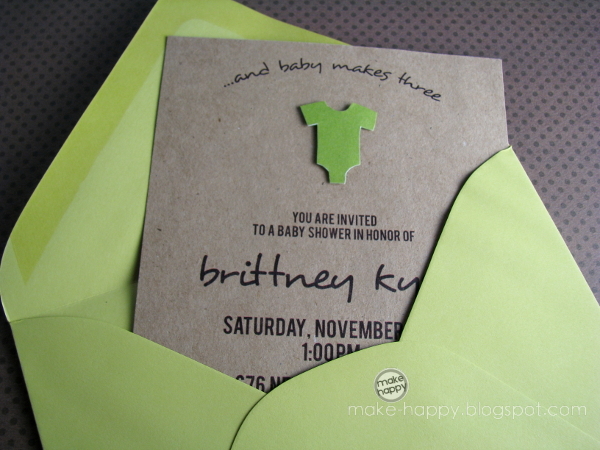 ...and baby makes three
YOU ARE INVITED
TO A BABY SHOWER IN HONOR OF
brittney
SATURDAY, NOVEMBER
1:00PM
make
happy
make-happy.blogspot.com